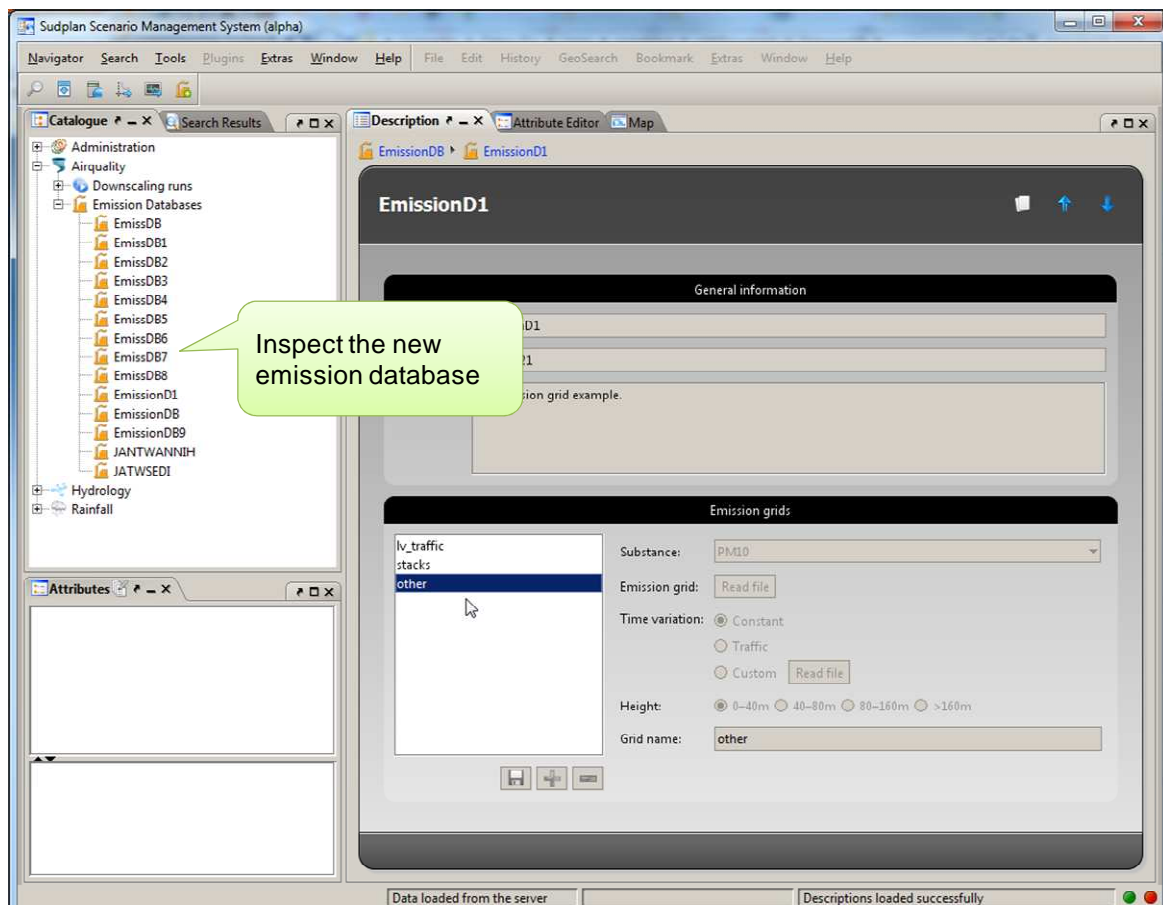 Sudplan Scenario Management System (alpha)
Navigator Search Tools Plugins Extras Window Help File Edit History GeoSearch Bookmark Extras Window Help
Catalogue Search Results
Description Attribute Editor Map
Administration
Airquality
Downscaling runs
Emission Databases
EmissDB
EmissDB1
EmissDB2
EmissDB3
EmissDB4
EmissDB5
EmissDB6
EmissDB7
EmissDB8
EmissionD1
EmissionDB
EmissionDB9
JANTWANNIH
JATWSEDI
Hydrology
Rainfall
Inspect the new
emission database
Attributes
EmissionDB EmissionD1
EmissionD1
General information
D1
21
sion grid example.
Emission grids
lv_traffic
stacks
other
Substance: PM10
Emission grid: Read file
Time variation: Constant
Traffic
Custom Read file
Height: 0-40m 40-80m 80-160m >160m
Grid name: other
Data loaded from the server
Descriptions loaded successfully